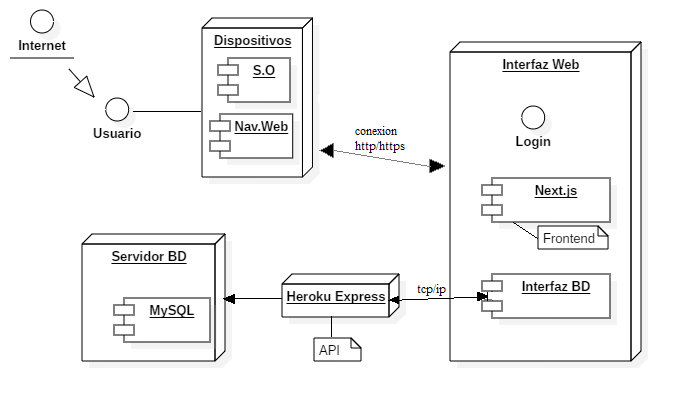 Internet
Usuario
Dispositivos
S.O
Nav.Web
conexion
http/https
Interfaz Web
Login
Next.js
Frontend
Interfaz BD
tcp/ip
Heroku Express
API
Servidor BD
MySQL